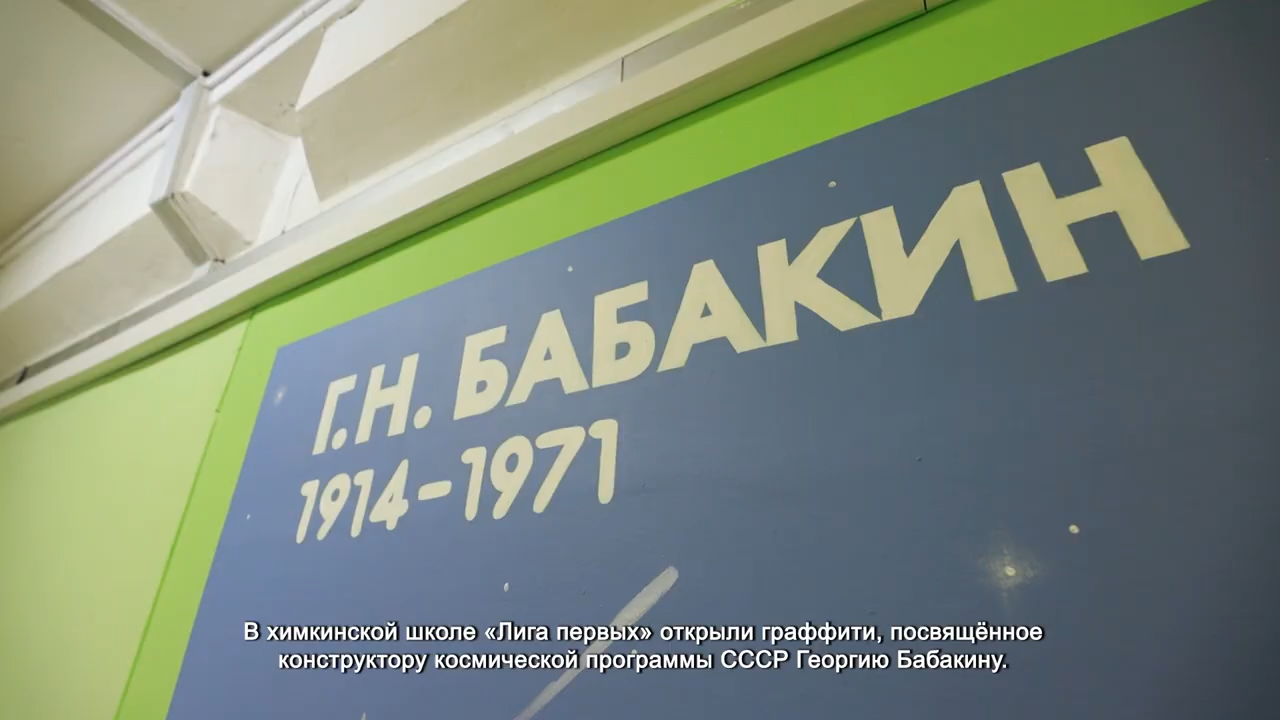 Г.Н. БАБАКИН
1914-1971
В химкинской школе «Лига первых» открыли граффити, посвящённое
конструктору космической программы СССР Георгию Бабакину.